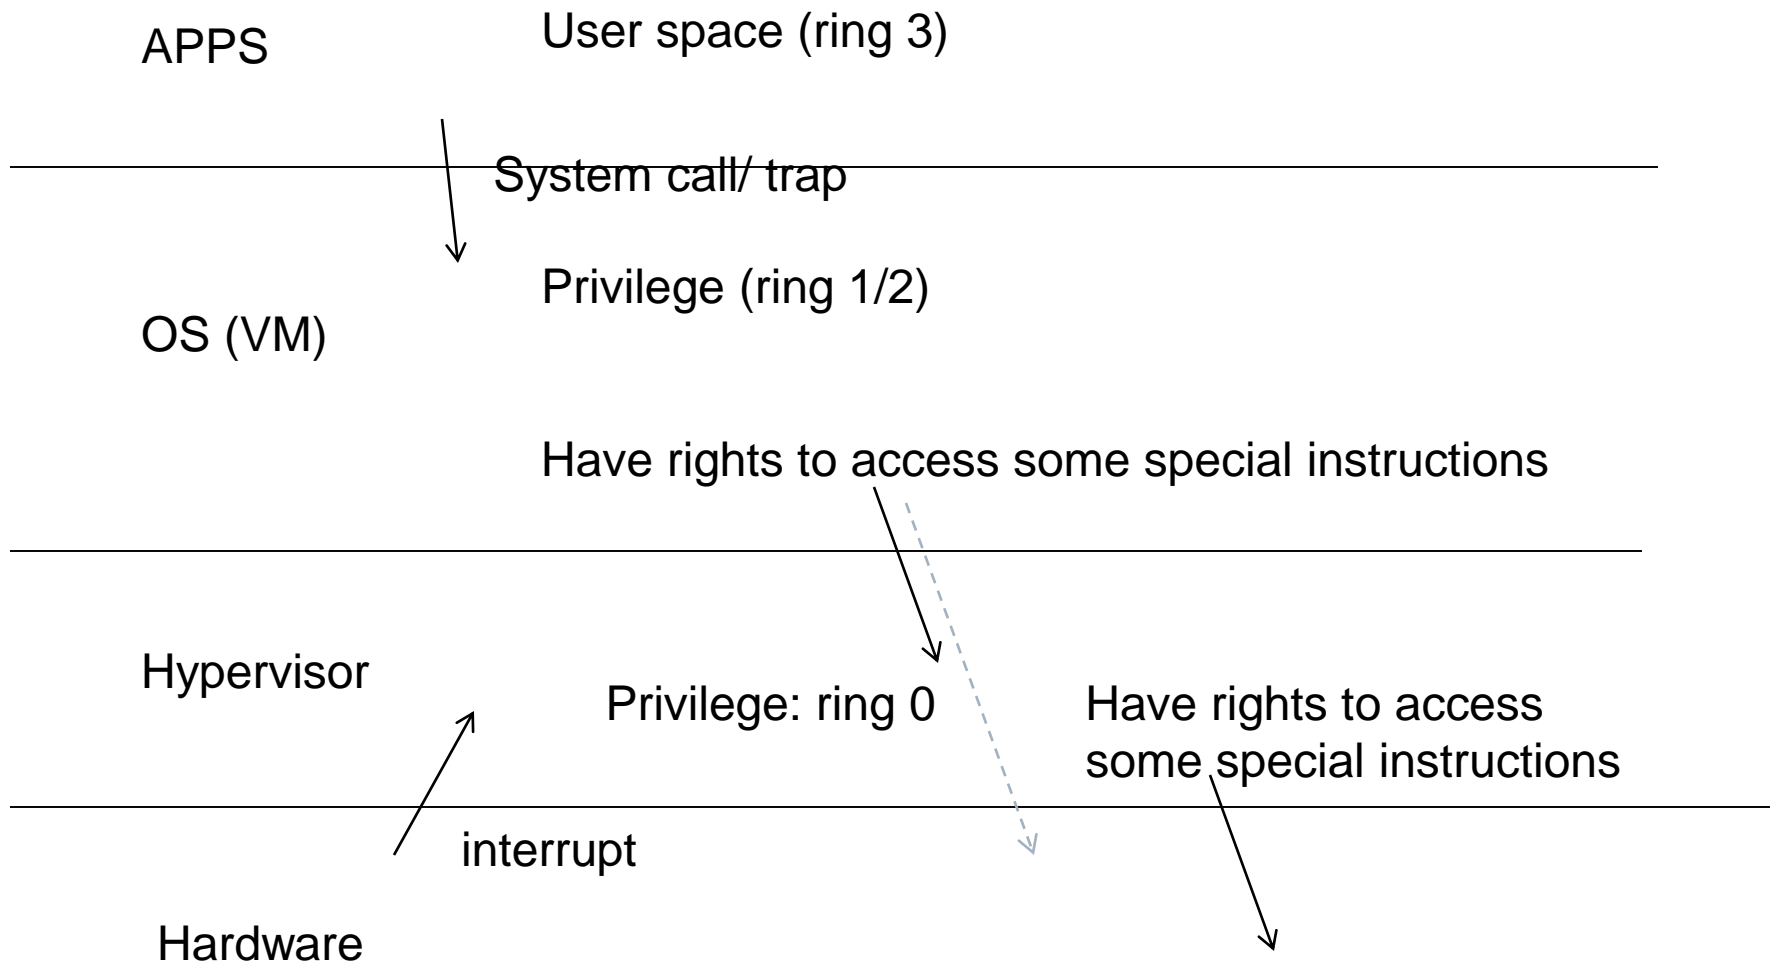 APPS
User space (ring 3)
System call/ trap
Privilege (ring 1/2)
OS (VM)
Have rights to access some special instructions
Hypervisor
Privilege: ring 0
Have rights to access
some special instructions
interrupt
Hardware